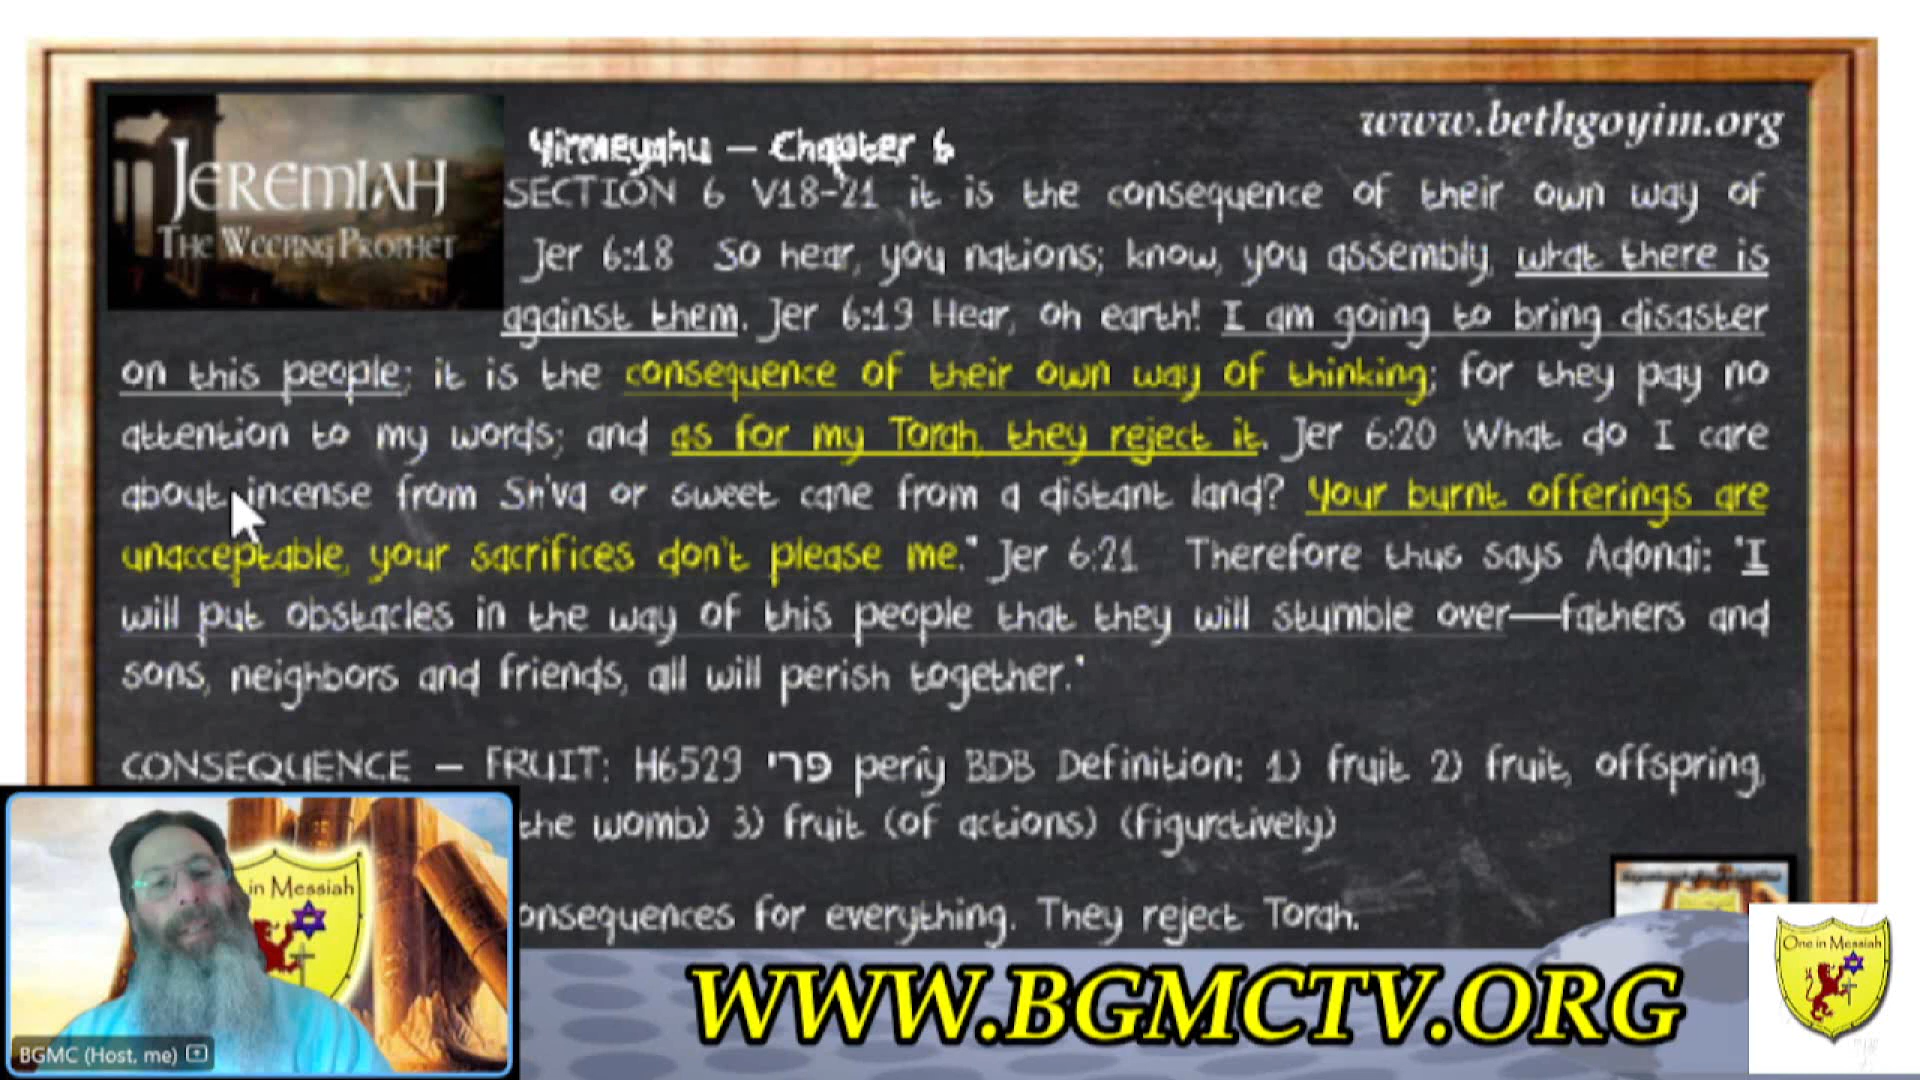 www.bethgoyim.org
JEREMIAH
THE WEEPING PROPHET
Yirmeyahu – Chapter 6
SECTION 6 V18-21 it is the consequence of their own way of
Jer 6:18 So hear, you nations; know, you assembly, what there is
against them. Jer 6:19 Hear, oh earth! I am going to bring disaster
on this people; it is the consequence of their own way of thinking; for they pay no
attention to my words; and as for my Torah, they reject it. Jer 6:20 What do I care
about incense from Sh'va or sweet cane from a distant land? Your burnt offerings are
unacceptable, your sacrifices don't please me." Jer 6:21 Therefore thus says Adonai: "I
will put obstacles in the way of this people that they will stumble over—fathers and
sons, neighbors and friends, all will perish together."
CONSEQUENCE – FRUIT: H6529 פרי perîy BDB Definition: 1) fruit 2) fruit, offspring,
the womb) 3) fruit (of actions) (figuratively)
onsequences for everything. They reject Torah.
in Messiah
BGMC (Host, me)
WWW.BGMCTV.ORG
One in Messiah